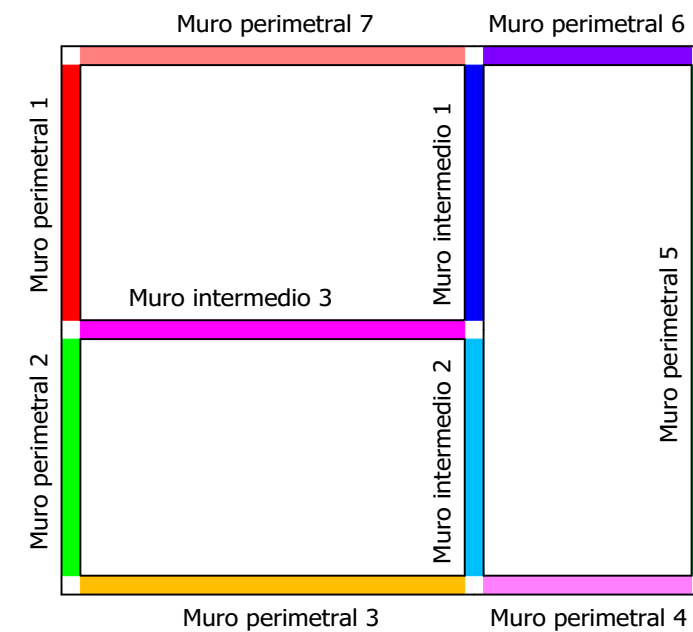 Muro perimetral 7
Muro perimetral 6
Muro perimetral 1
Muro intermedio 1
Muro intermedio 3
Muro perimetral 5
Muro perimetral 2
Muro intermedio 2
Muro perimetral 3
Muro perimetral 4